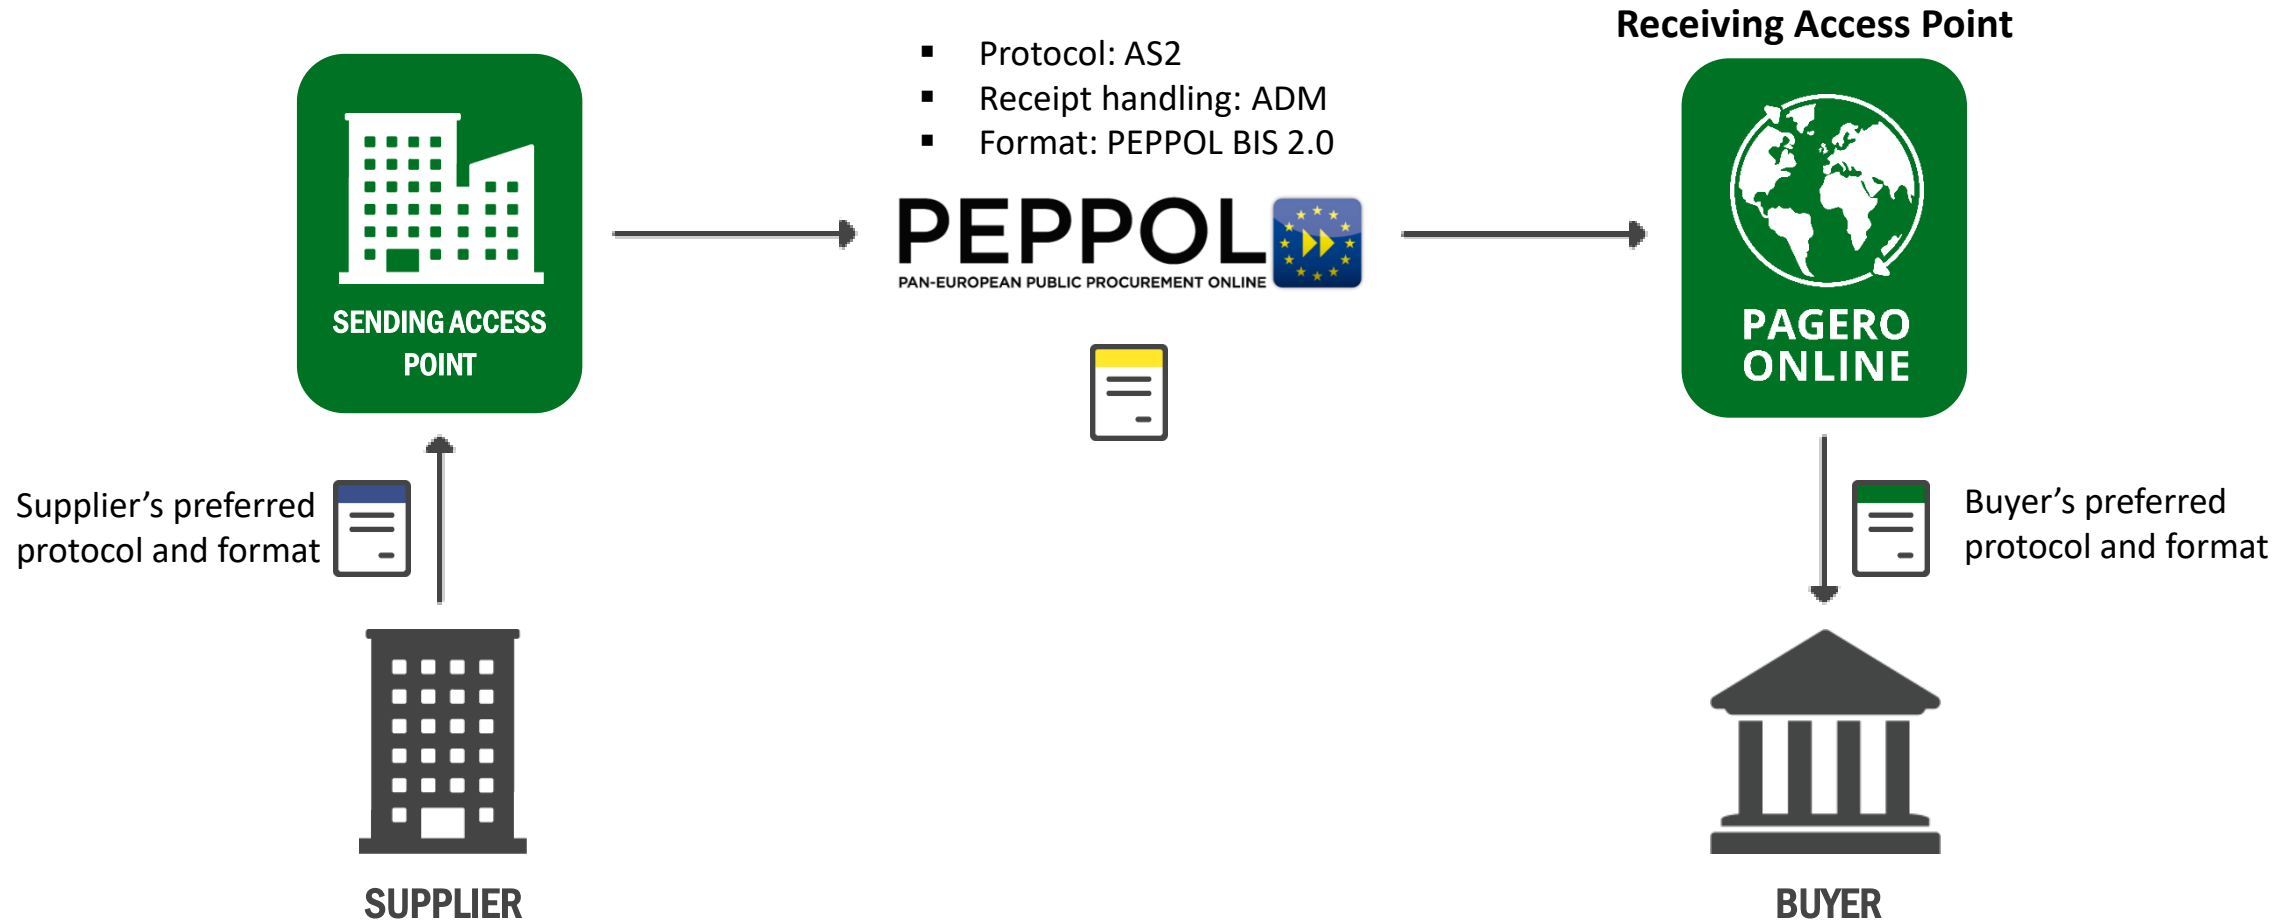 Receiving Access Point
▪ Protocol: AS2
▪ Receipt handling: ADM
▪ Format: PEPPOL BIS 2.0
SENDING ACCESS
POINT
PEPPOL
PAN-EUROPEAN PUBLIC PROCUREMENT ONLINE
PAGERO
ONLINE
Supplier’s preferred
protocol and format
Buyer’s preferred
protocol and format
SUPPLIER
BUYER